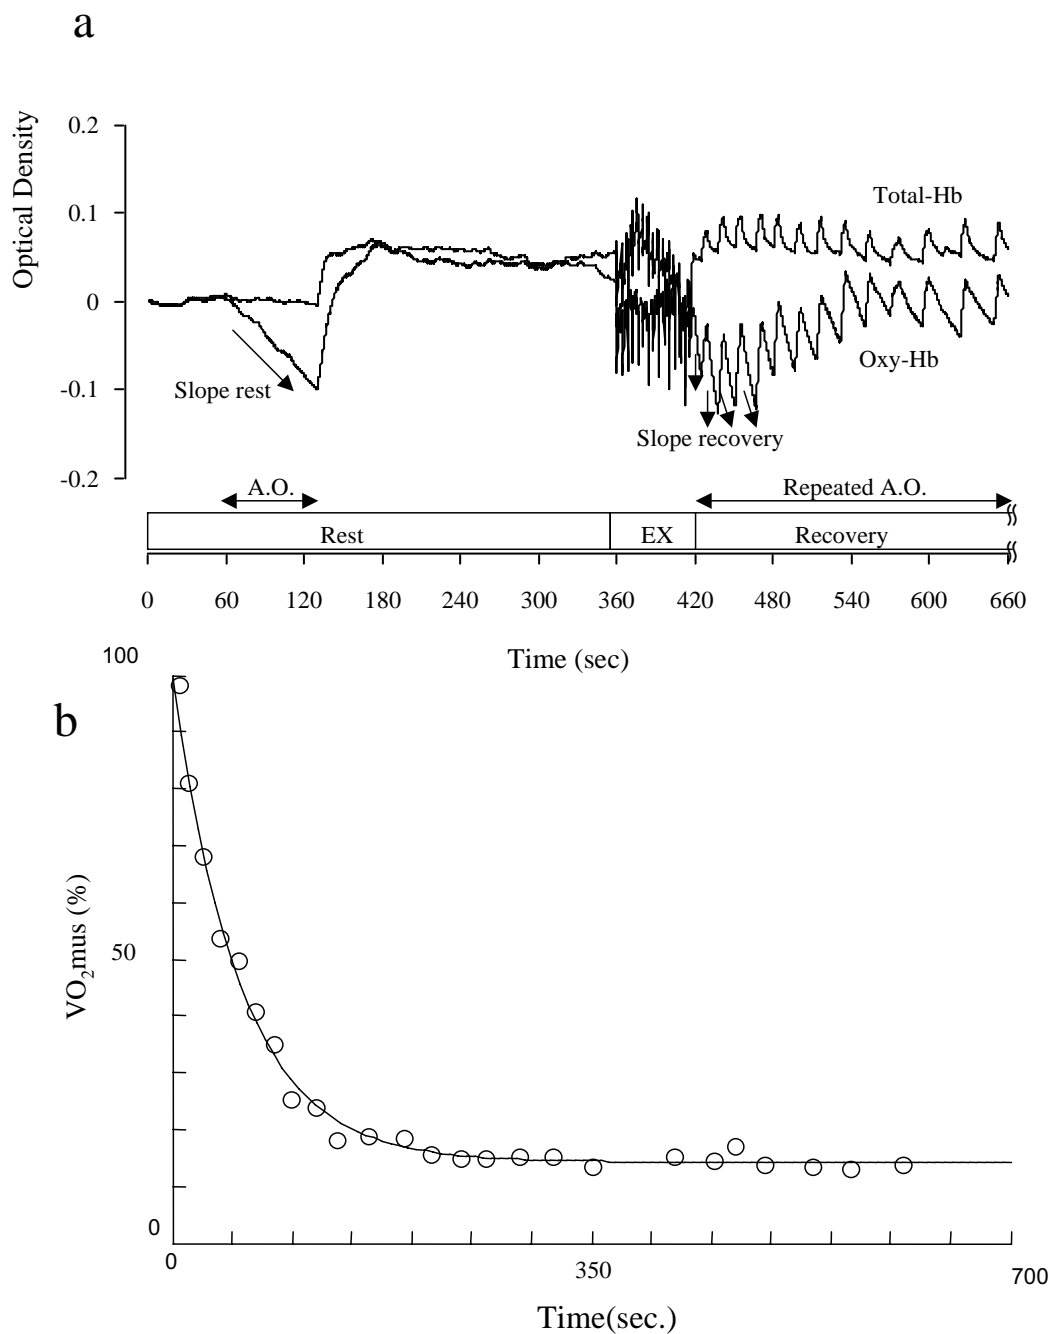 a
Optical Density
0.2
0.1
0
-0.1
-0.2
Total-Hb
Oxy-Hb
Slope rest
Slope recovery
A.O.
Repeated A.O.
Rest
EX
Recovery
0 60 120 180 240 300 360 420 480 540 600 660
Time (sec)
b
VO₂mus (%)
100
50
0
0 350 700
Time(sec.)